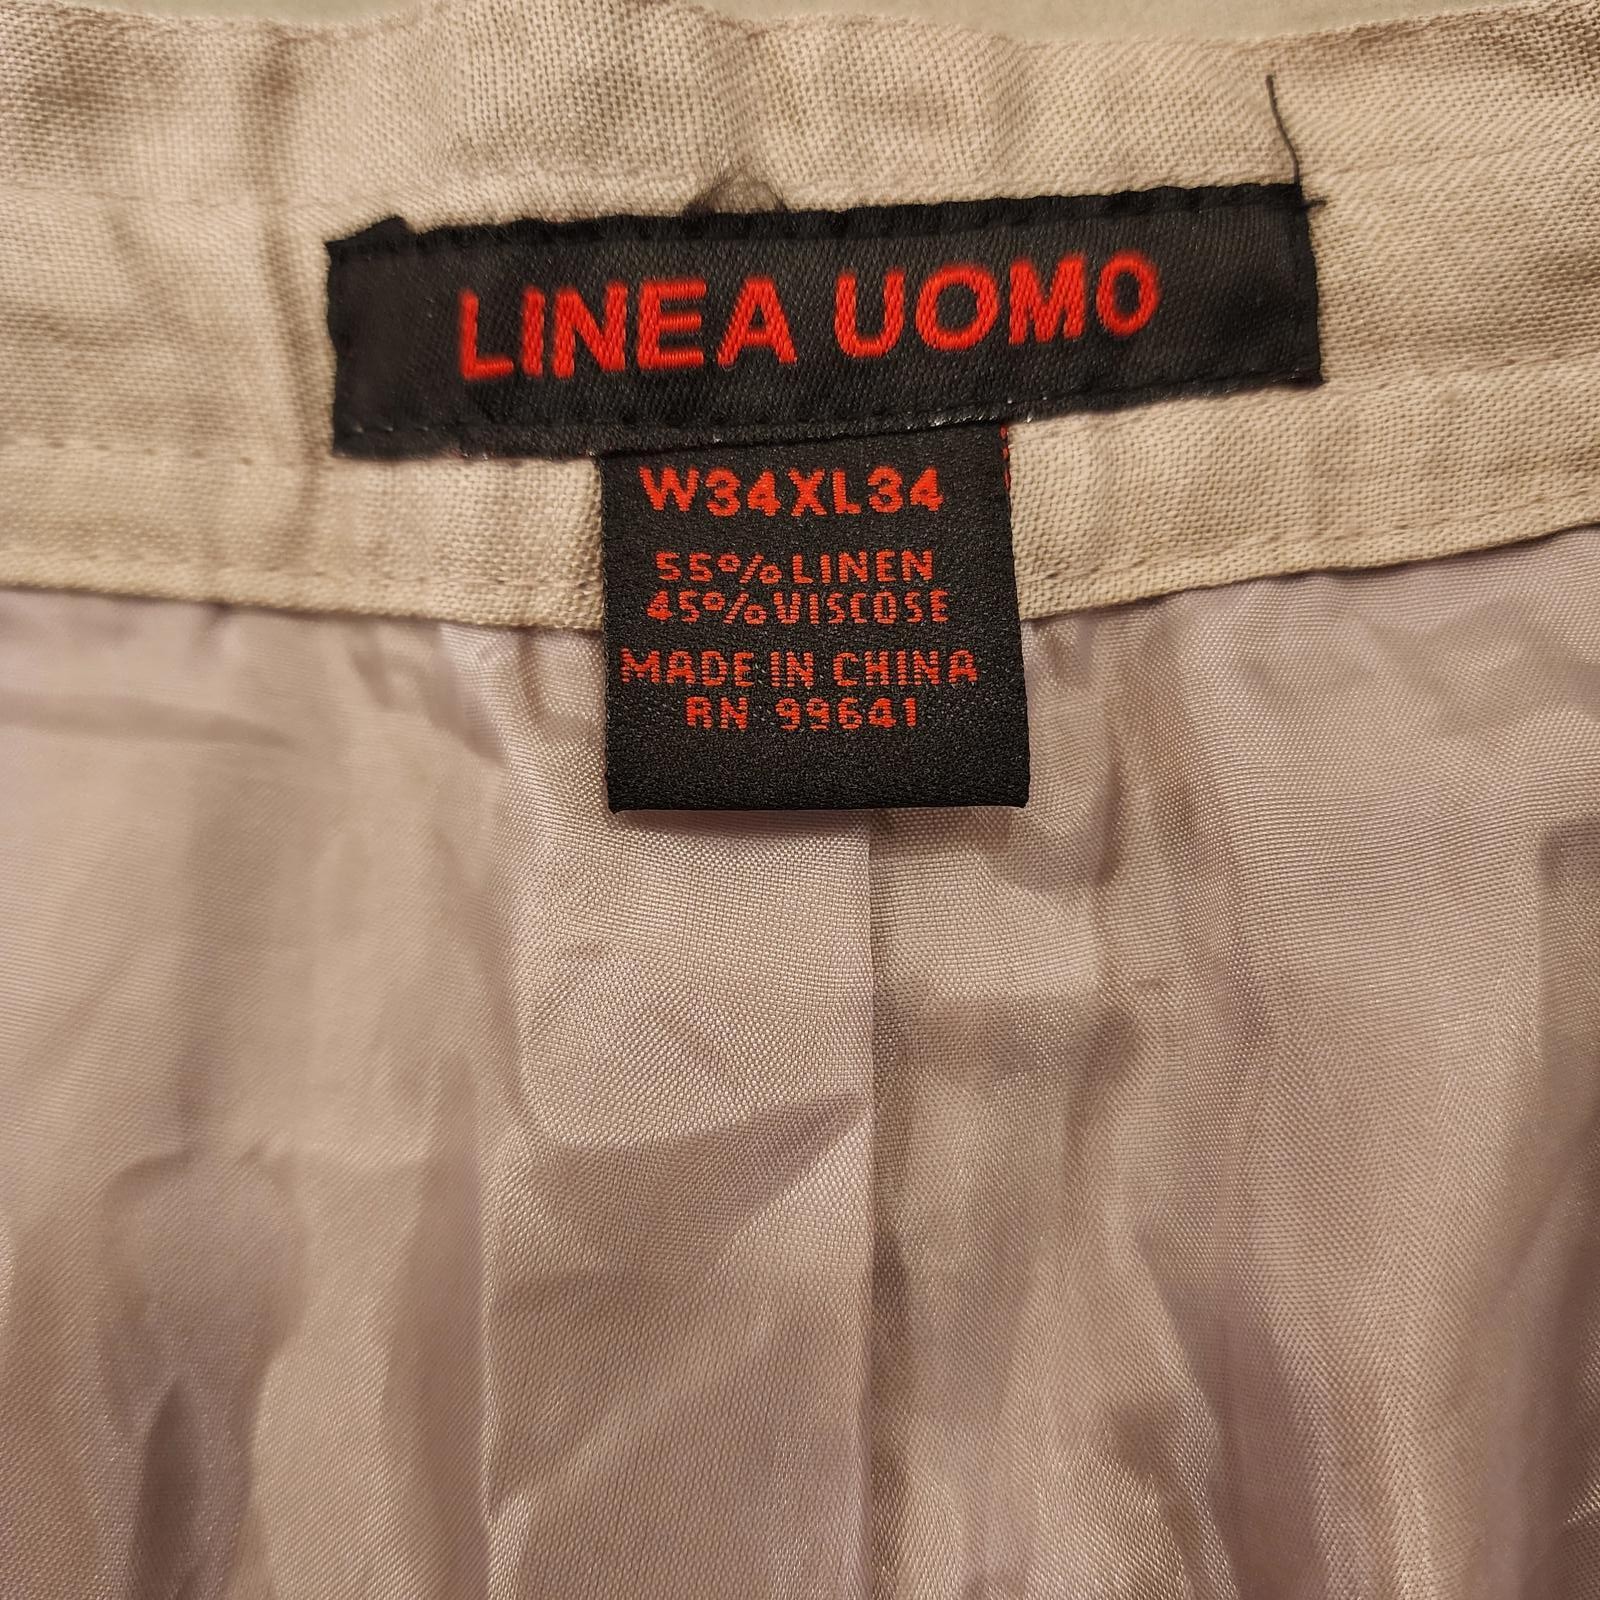 LINEA UOMO
W34XL34
55%LINEN
45%VISCOSE
MADE IN CHINA
RN 99641